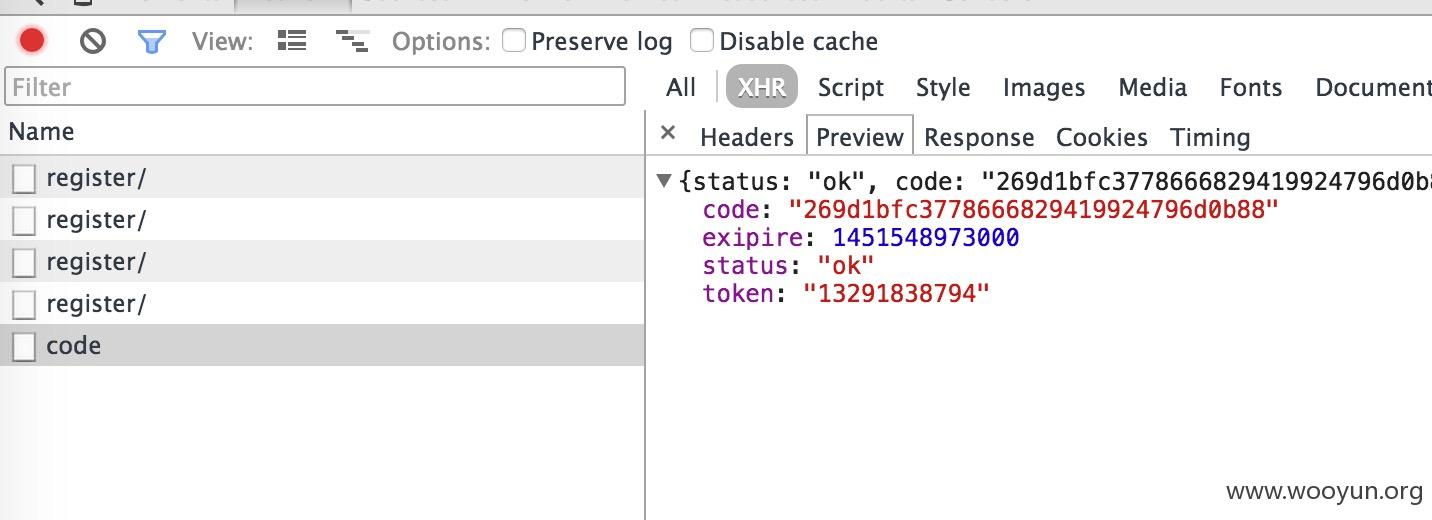 View: Options: Preserve log Disable cache
Filter All XHR Script Style Images Media Fonts Document
Name × Headers Preview Response Cookies Timing
register/ {status: "ok", code: "269d1bfc3778666829419924796d0b8
register/ code: "269d1bfc3778666829419924796d0b88"
exipire: 1451548973000
register/ status: "ok"
register/ token: "13291838794"
code
www.wooyun.org